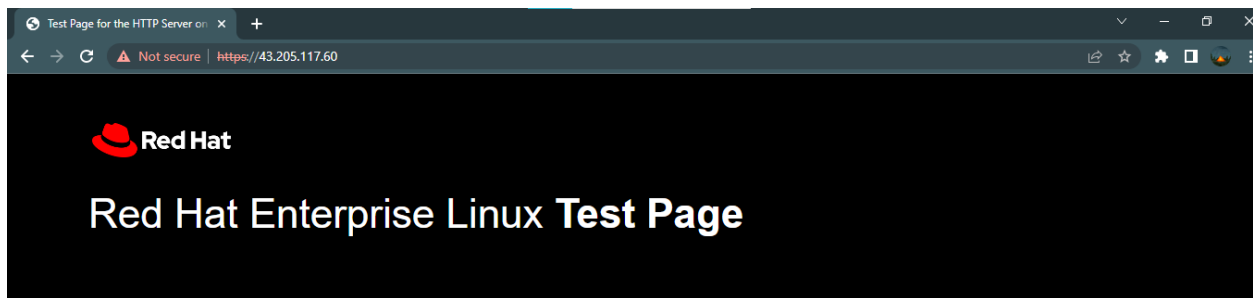 Test Page for the HTTP Server on
Not secure | https://43.205.117.60
Red Hat
Red Hat Enterprise Linux Test Page